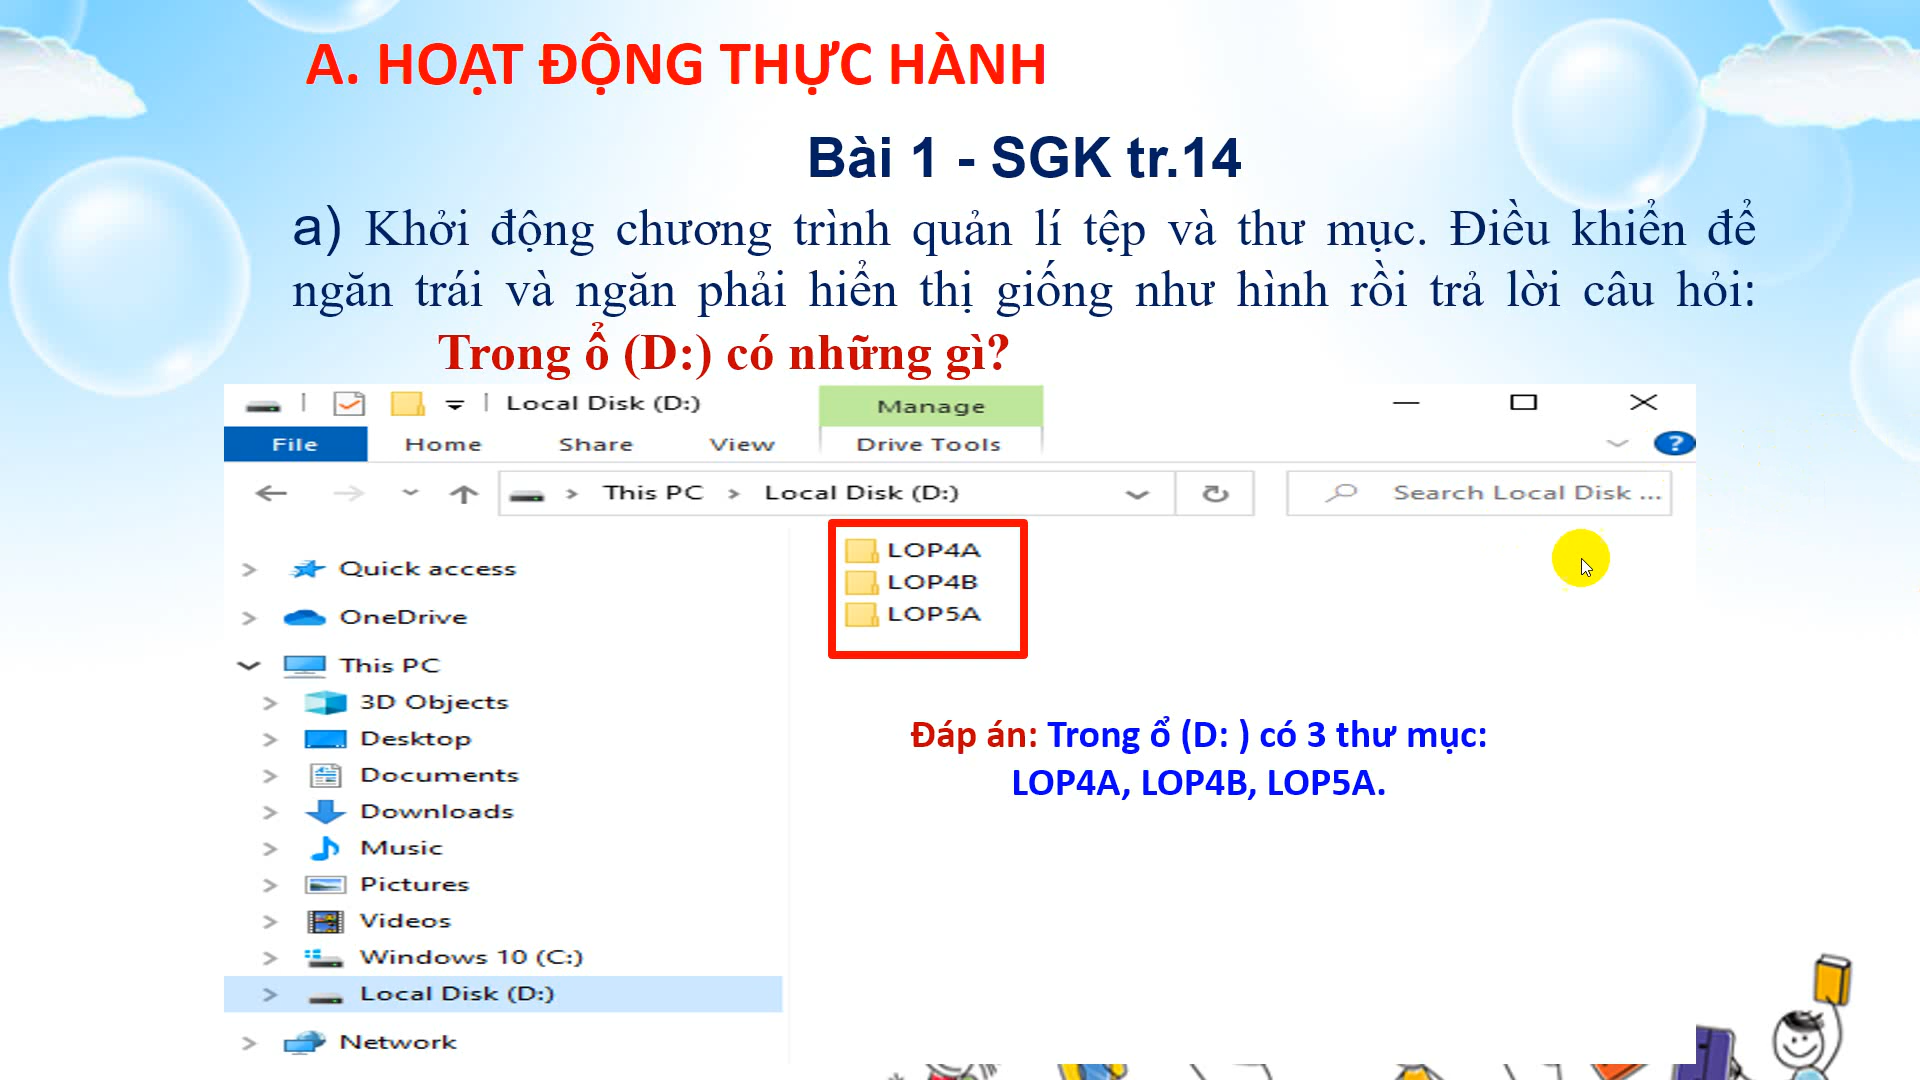 A. HOẠT ĐỘNG THỰC HÀNH
Bài 1 - SGK tr.14
a) Khởi động chương trình quản lí tệp và thư mục. Điều khiển để
ngăn trái và ngăn phải hiển thị giống như hình rồi trả lời câu hỏi:
Trong ổ (D:) có những gì?
Local Disk (D:)
Manage
File Home Share View Drive Tools
?
This PC > Local Disk (D:)
Search Local Disk ...
Quick access
OneDrive
This PC
3D Objects
Desktop
Documents
Downloads
Music
Pictures
Videos
Windows 10 (C:)
Local Disk (D:)
Network
LOP4A
LOP4B
LOP5A
Đáp án: Trong ổ (D: ) có 3 thư mục:
LOP4A, LOP4B, LOP5A.